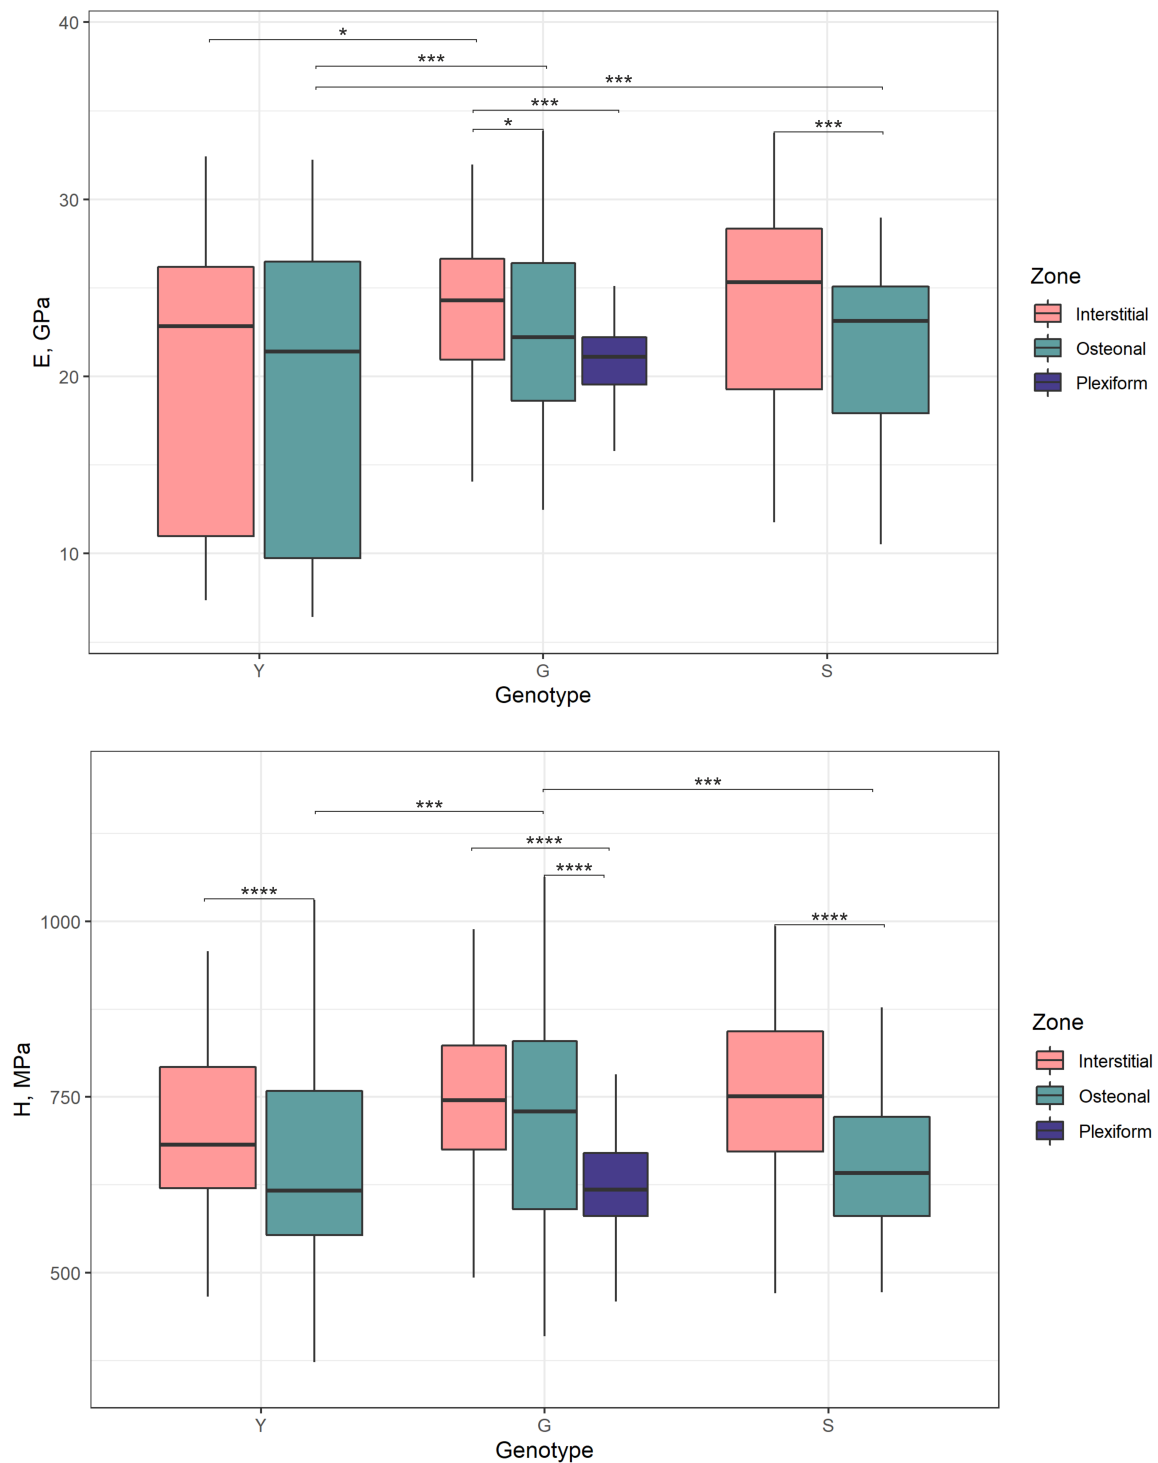 40
30
20
10
E, GPa
*
***
***
***
*
***
Y
G
S
Genotype
Zone
Interstitial
Osteonal
Plexiform
1000
750
500
H, MPa
***
***
****
****
****
****
Y
G
S
Genotype
Zone
Interstitial
Osteonal
Plexiform